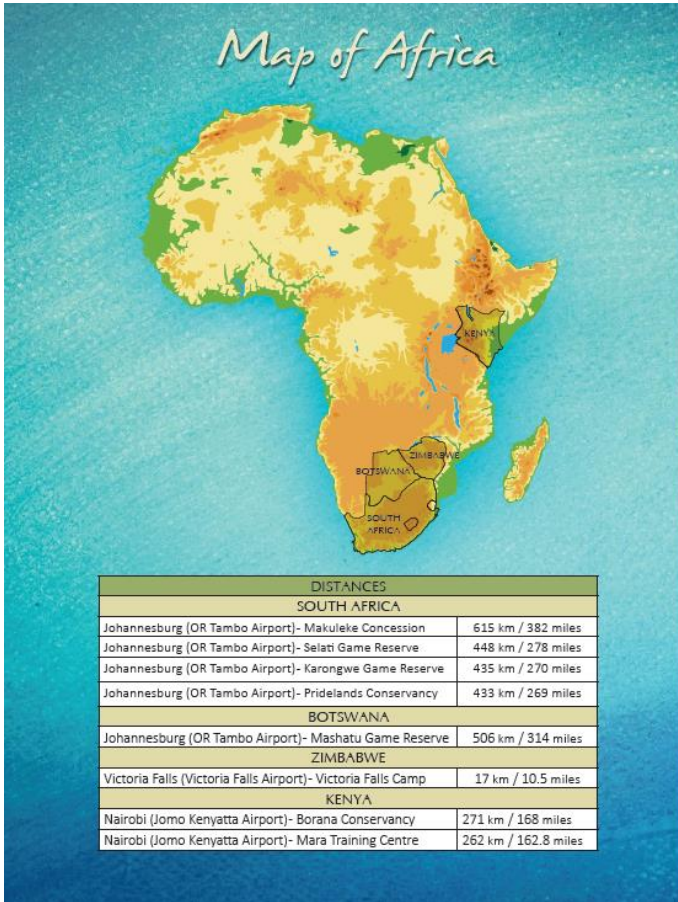 Map of Africa
KENYA
ZIMBABWE
BOTSWANA
SOUTH
AFRICA
DISTANCES
SOUTH AFRICA
Johannesburg (OR Tambo Airport)- Makuleke Concession 615 km / 382 miles
Johannesburg (OR Tambo Airport)- Selati Game Reserve 448 km / 278 miles
Johannesburg (OR Tambo Airport)- Karongwe Game Reserve 435 km / 270 miles
Johannesburg (OR Tambo Airport)- Pridelands Conservancy 433 km / 269 miles
BOTSWANA
Johannesburg (OR Tambo Airport)- Mashatu Game Reserve 506 km / 314 miles
ZIMBABWE
Victoria Falls (Victoria Falls Airport)- Victoria Falls Camp 17 km / 10.5 miles
KENYA
Nairobi (Jomo Kenyatta Airport)- Borana Conservancy 271 km / 168 miles
Nairobi (Jomo Kenyatta Airport)- Mara Training Centre 262 km / 162.8 miles